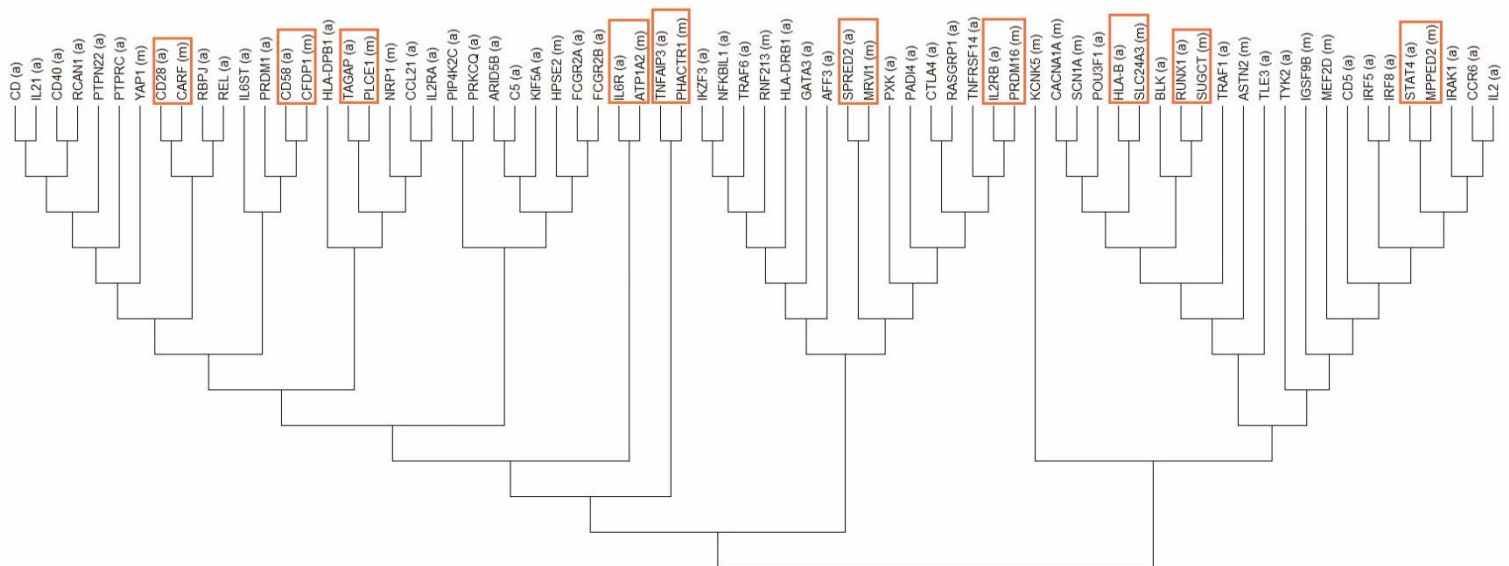 CD (a)
IL21 (a)
CD40 (a)
RCAN1 (a)
PTPN22 (a)
PTPRC (a)
YAP1 (m)
CD28 (a)
CARF (m)
RBPJ (a)
REL (a)
IL6ST (a)
PRDM1 (a)
CD58 (a)
CFDP1 (m)
HLA-DPB1 (a)
TAGAP (a)
PLCE1 (m)
NRP1 (m)
CCL21 (a)
IL2RA (a)
PIP4K2C (a)
PRKCQ (a)
ARID5B (a)
C5 (a)
KIF5A (a)
HPSE2 (m)
FCGR2A (a)
FCGR2B (a)
IL6R (a)
ATP1A2 (m)
TNFAIP3 (a)
PHACTR1 (m)
IKZF3 (a)
NFKBIL1 (a)
TRAF6 (a)
RNF213 (m)
HLA-DRB1 (a)
GATA3 (a)
AFF3 (a)
SPRED2 (a)
MRVI1 (m)
PXK (a)
PADI4 (a)
CTLA4 (a)
RASGRP1 (a)
TNFRSF14 (a)
IL2RB (a)
PRDM16 (m)
KCNK5 (m)
CACNA1A (m)
SCN1A (m)
POU3F1 (a)
HLA-B (a)
SLC24A3 (m)
BLK (a)
RUNX1 (a)
SUGCT (m)
TRAF1 (a)
ASTN2 (m)
TLE3 (a)
TYK2 (a)
IGSF9B (m)
MEF2D (m)
CD5 (a)
IRF5 (a)
IRF8 (a)
STAT4 (a)
MPPED2 (m)
IRAK1 (a)
CCR6 (a)
IL2 (a)